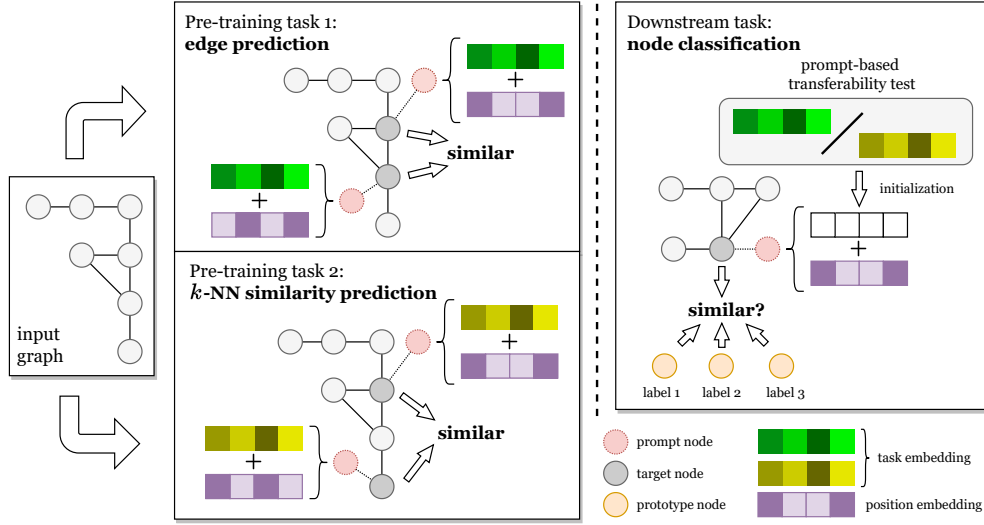 input
graph
Pre-training task 1:
edge prediction
+
similar
+
Pre-training task 2:
k-NN similarity prediction
+
similar
+
Downstream task:
node classification
prompt-based
transferability test
initialization
+
similar?
label 1
label 2
label 3
prompt node
target node
prototype node
task embedding
position embedding